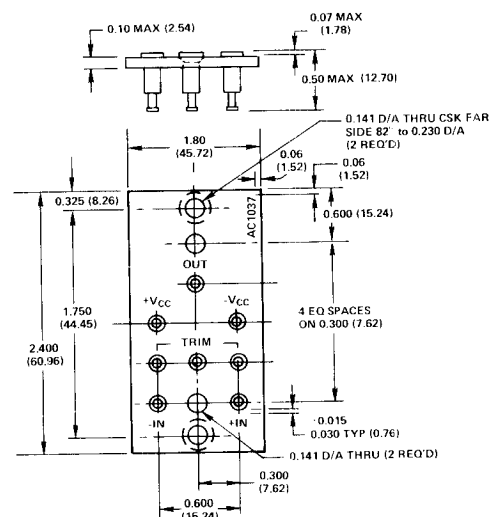 0.10 MAX (2.54)
0.07 MAX
(1.78)
0.50 MAX (12.70)
0.141 D/A THRU CSK FAR
SIDE 82° to 0.230 D/A
(2 REQ'D)
1.80
(45.72)
0.06
(1.52)
0.06
(1.52)
0.325 (8.26)
0.600 (15.24)
AC1037
OUT
1.750
(44.45)
+VCC
-VCC
4 EQ SPACES
ON 0.300 (7.62)
2.400
(60.96)
TRIM
-IN
+IN
0.015
0.030 TYP (0.76)
0.141 D/A THRU (2 REQ'D)
0.300
(7.62)
0.600
(15.24)